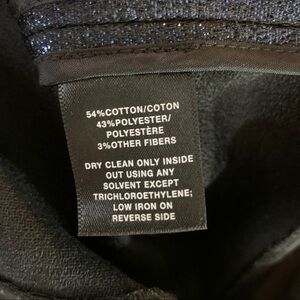 54%COTTON/COTON
43%POLYESTER/
POLYESTÈRE
3%OTHER FIBERS
DRY CLEAN ONLY INSIDE
OUT USING ANY
SOLVENT EXCEPT
TRICHLOROETHYLENE;
LOW IRON ON
REVERSE SIDE